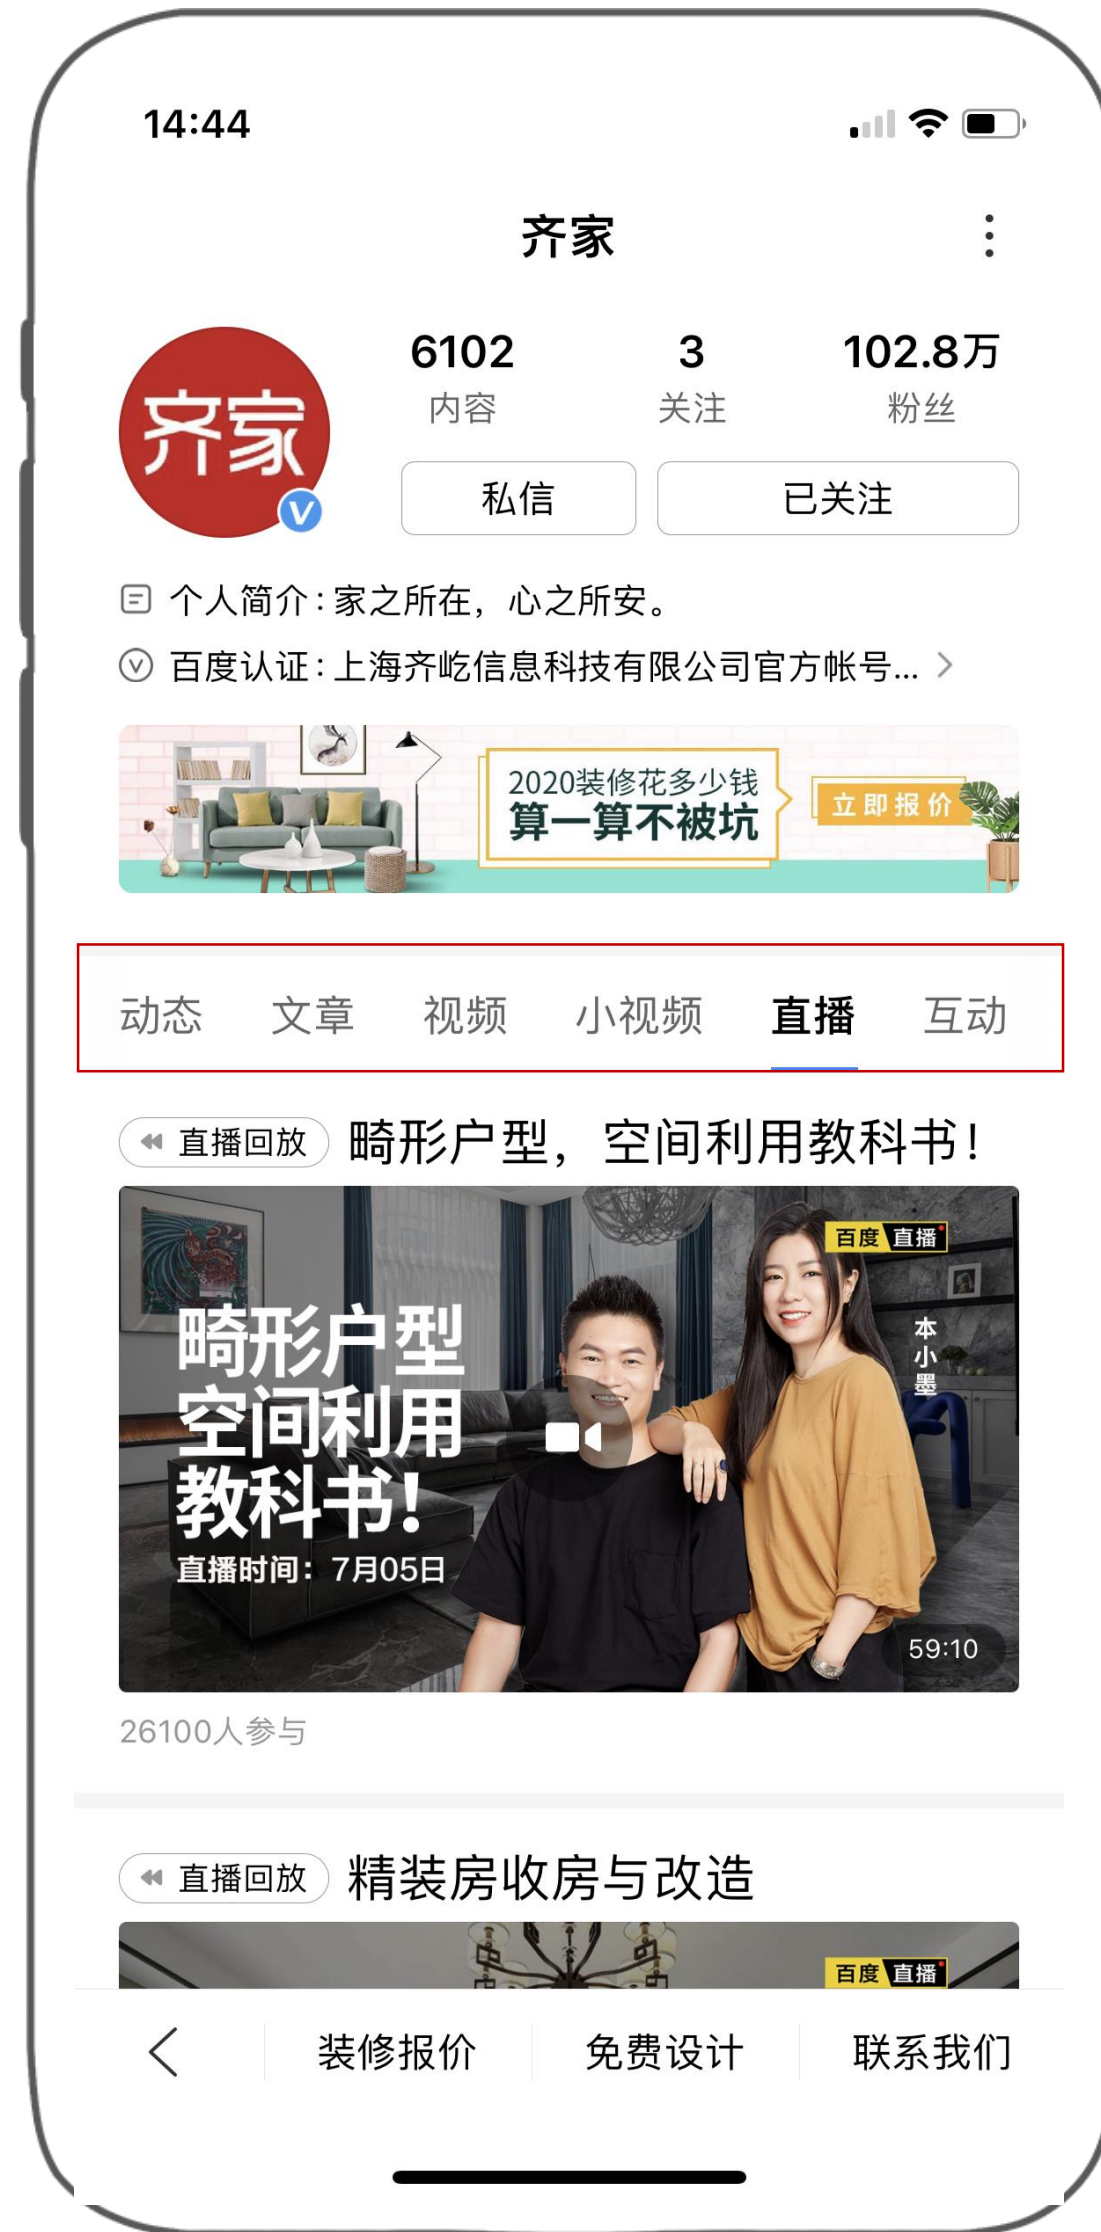 14:44
齐家
齐家
6102
3
102.8万
内容
关注
粉丝
私信
已关注
个人简介:家之所在，心之所安。
百度认证:上海齐屹信息科技有限公司官方帐号...
2020装修花多少钱
算一算不被坑
立即报价
动态
文章
视频
小视频
直播
互动
直播回放
畸形户型，空间利用教科书!
百度 直播
本小墨
畸形户型
空间利用
教科书!
直播时间：7月05日
59:10
26100人参与
直播回放
精装房收房与改造
百度 直播
装修报价
免费设计
联系我们